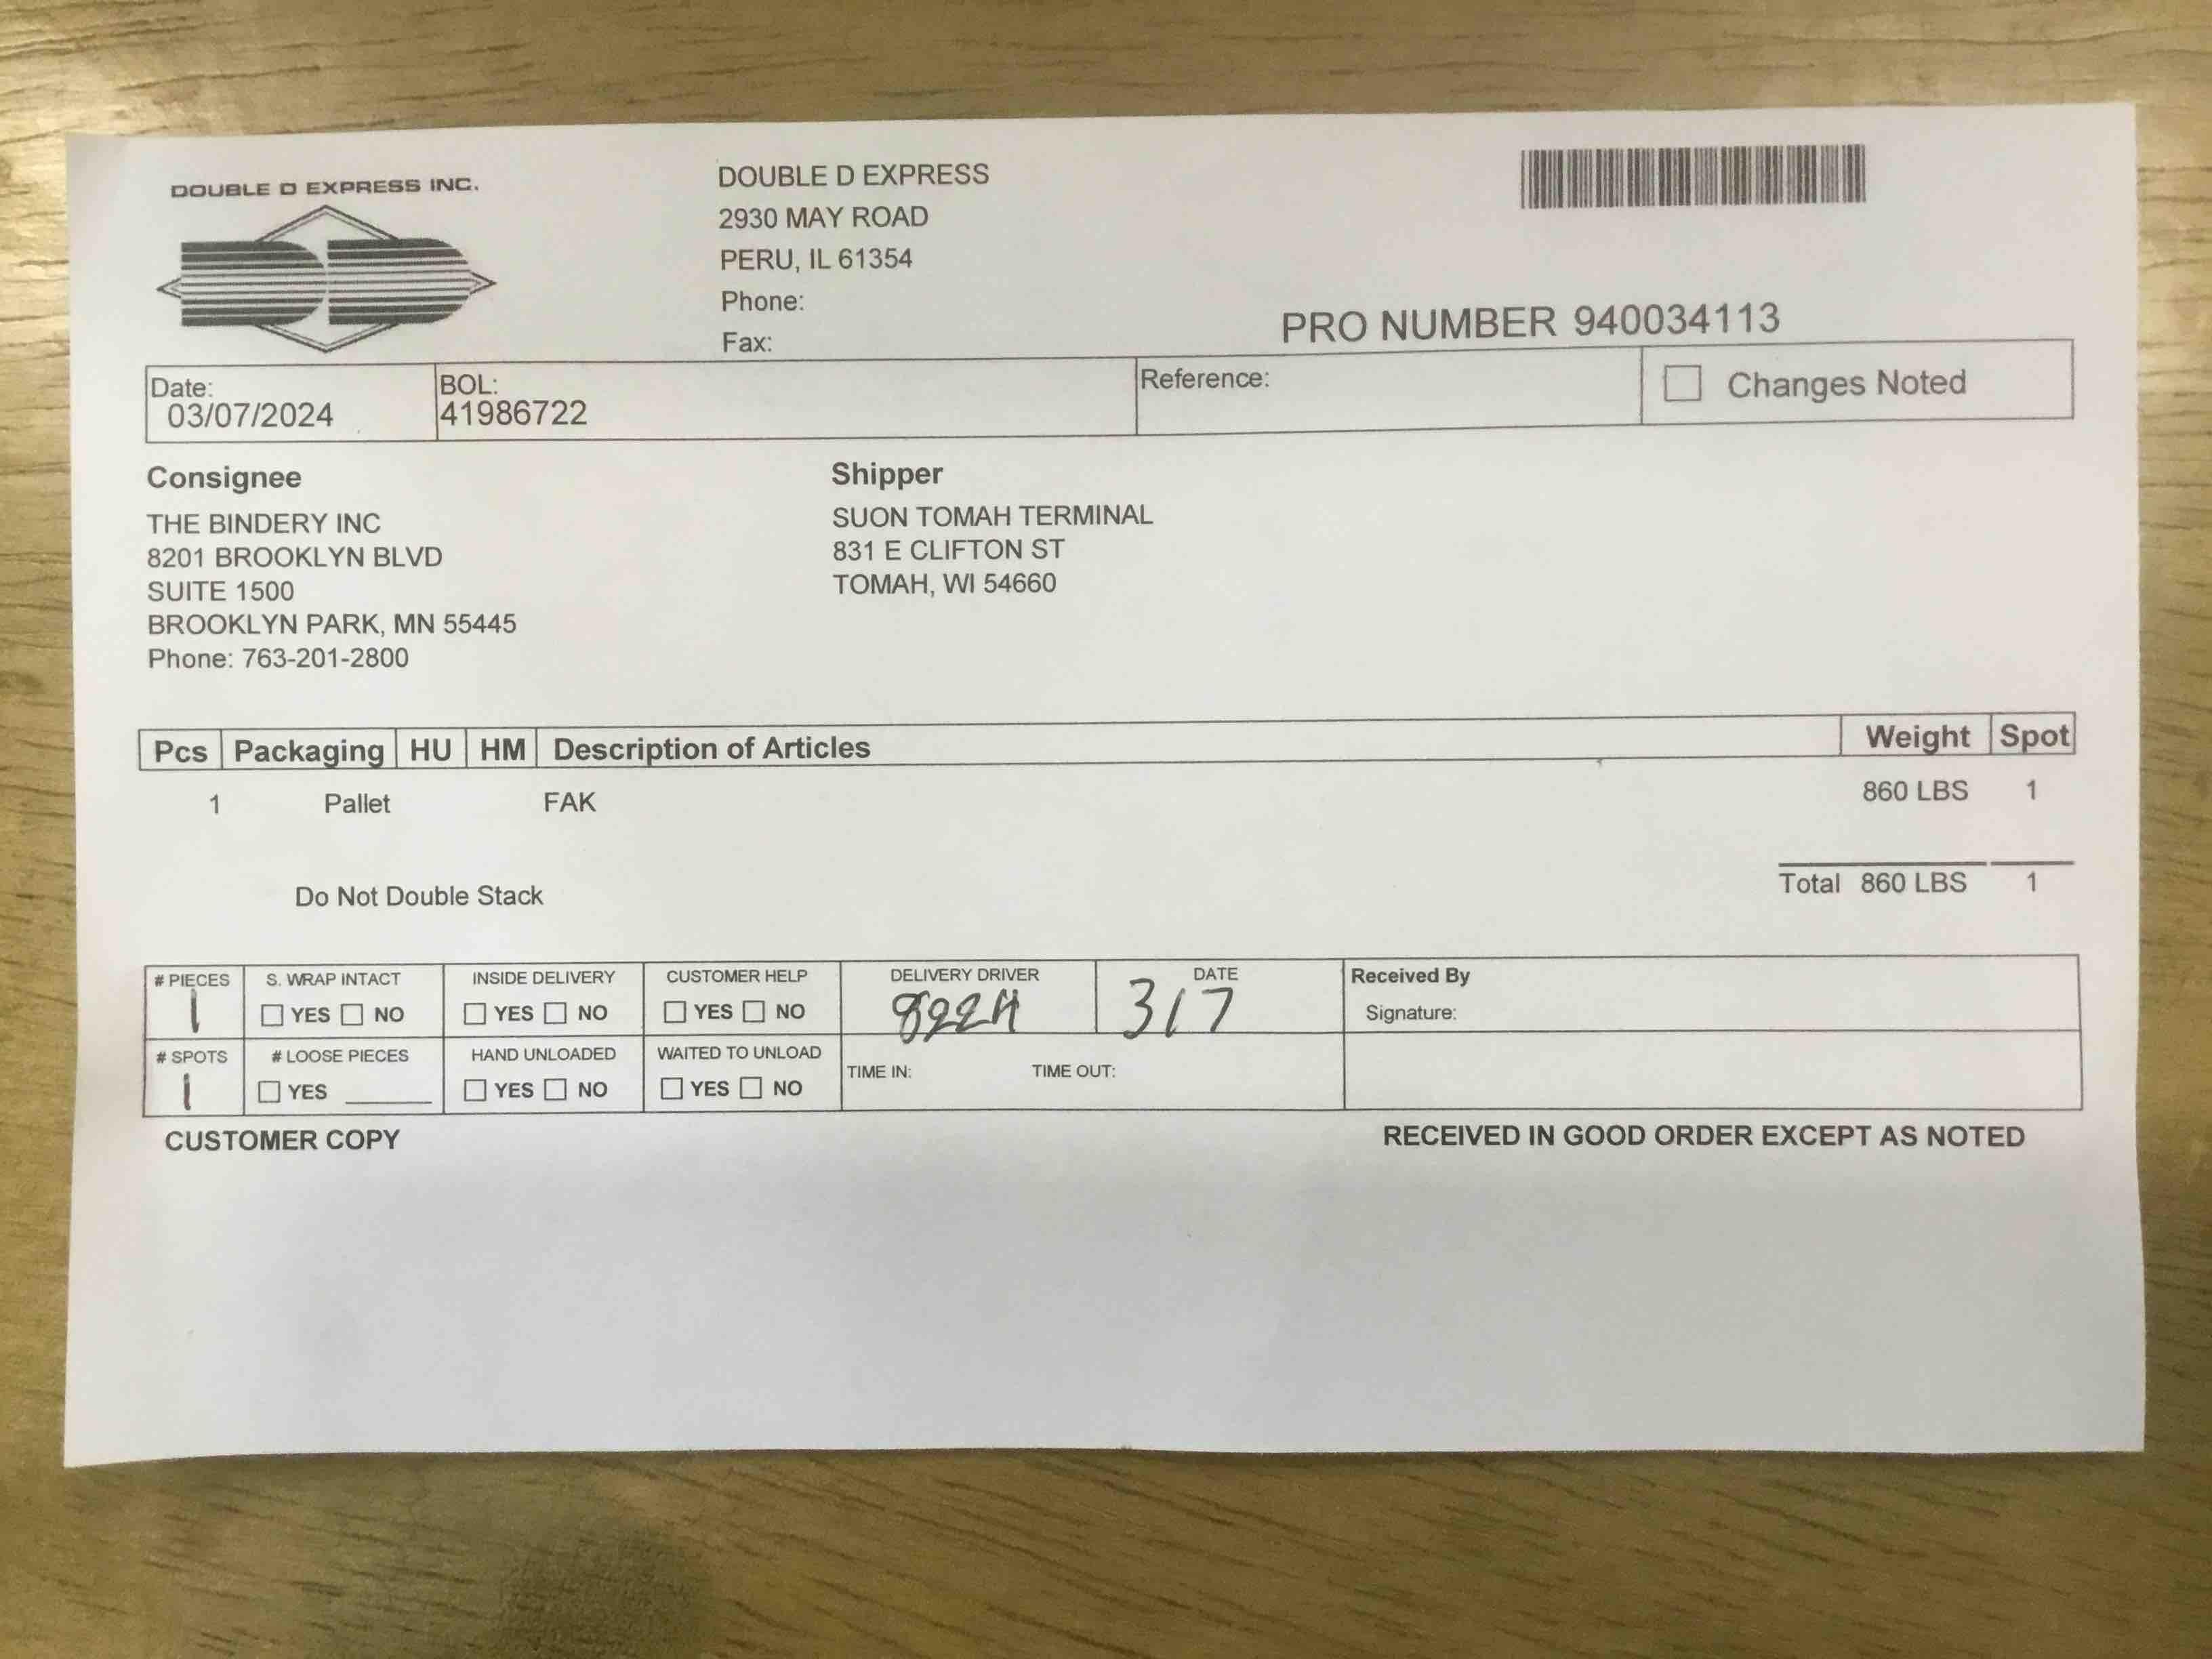 DOUBLE D EXPRESS INC.
DOUBLE D EXPRESS
2930 MAY ROAD
PERU, IL 61354
Phone:
Fax:
PRO NUMBER 940034113
Date:
03/07/2024
BOL:
41986722
Reference:
Changes Noted
Consignee
THE BINDERY INC
8201 BROOKLYN BLVD
SUITE 1500
BROOKLYN PARK, MN 55445
Phone: 763-201-2800
Shipper
SUON TOMAH TERMINAL
831 E CLIFTON ST
TOMAH, WI 54660
Pcs Packaging HU HM Description of Articles Weight Spot
1 Pallet FAK 860 LBS 1
Total 860 LBS 1
Do Not Double Stack
# PIECES
1
S. WRAP INTACT
YES NO
INSIDE DELIVERY
YES NO
CUSTOMER HELP
YES NO
DELIVERY DRIVER
DATE
3/7
Received By
Signature:
# SPOTS
1
# LOOSE PIECES
YES
HAND UNLOADED
YES NO
WAITED TO UNLOAD
YES NO
TIME IN: TIME OUT:
CUSTOMER COPY
RECEIVED IN GOOD ORDER EXCEPT AS NOTED